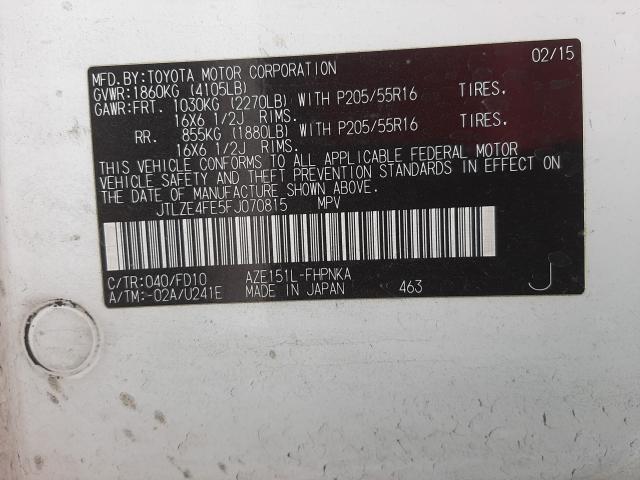 MFD.BY:TOYOTA MOTOR CORPORATION 02/15
GVWR:1860KG (4105LB)
GAWR:FRT. 1030KG (2270LB) WITH P205/55R16 TIRES.
16X6 1/2J RIMS.
RR. 855KG (1880LB) WITH P205/55R16 TIRES.
16X6 1/2J RIMS.
THIS VEHICLE CONFORMS TO ALL APPLICABLE FEDERAL MOTOR
VEHICLE SAFETY AND THEFT PREVENTION STANDARDS IN EFFECT ON
THE DATE OF MANUFACTURE SHOWN ABOVE.
JTLZE4FE5FJ070815 MPV
C/TR:040/FD10 AZE151L-FHPNKA
A/TM:-02A/U241E MADE IN JAPAN 463 J